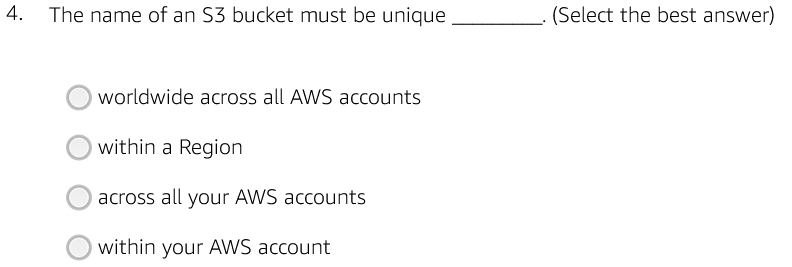 4. The name of an S3 bucket must be unique _________. (Select the best answer)
worldwide across all AWS accounts
within a Region
across all your AWS accounts
within your AWS account